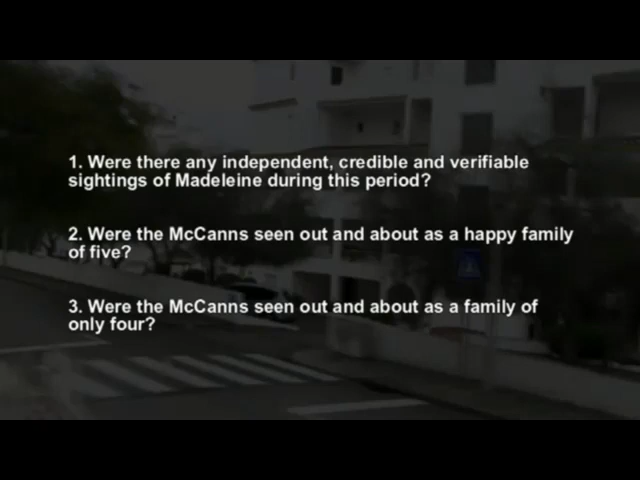 1. Were there any independent, credible and verifiable
sightings of Madeleine during this period?
2. Were the McCanns seen out and about as a happy family
of five?
3. Were the McCanns seen out and about as a family of
only four?